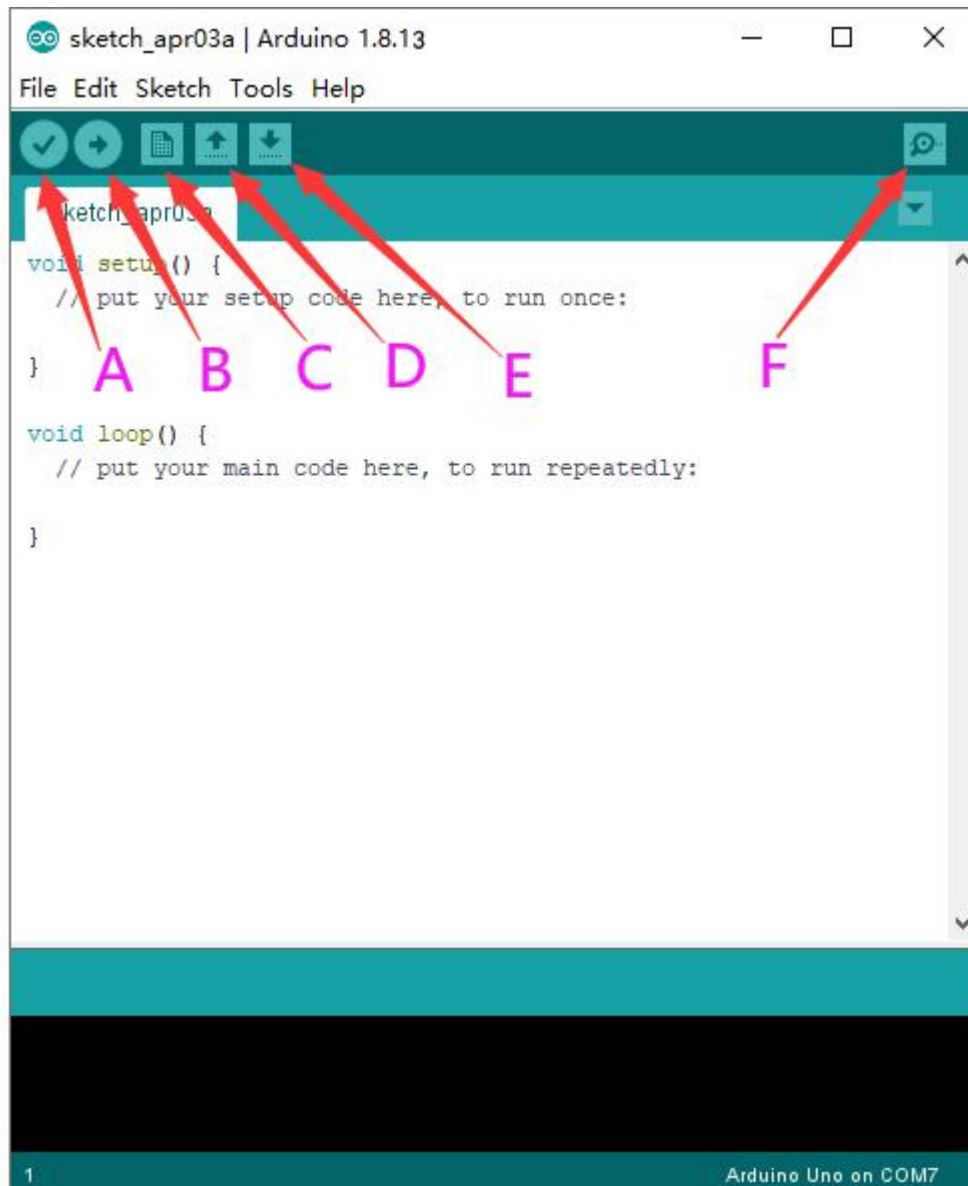 sketch_apr03a | Arduino 1.8.13
File Edit Sketch Tools Help
sketch_apr03a
void setup() {
  // put your setup code here, to run once:
}
A B C D E F
void loop() {
  // put your main code here, to run repeatedly:
}
1 Arduino Uno on COM7